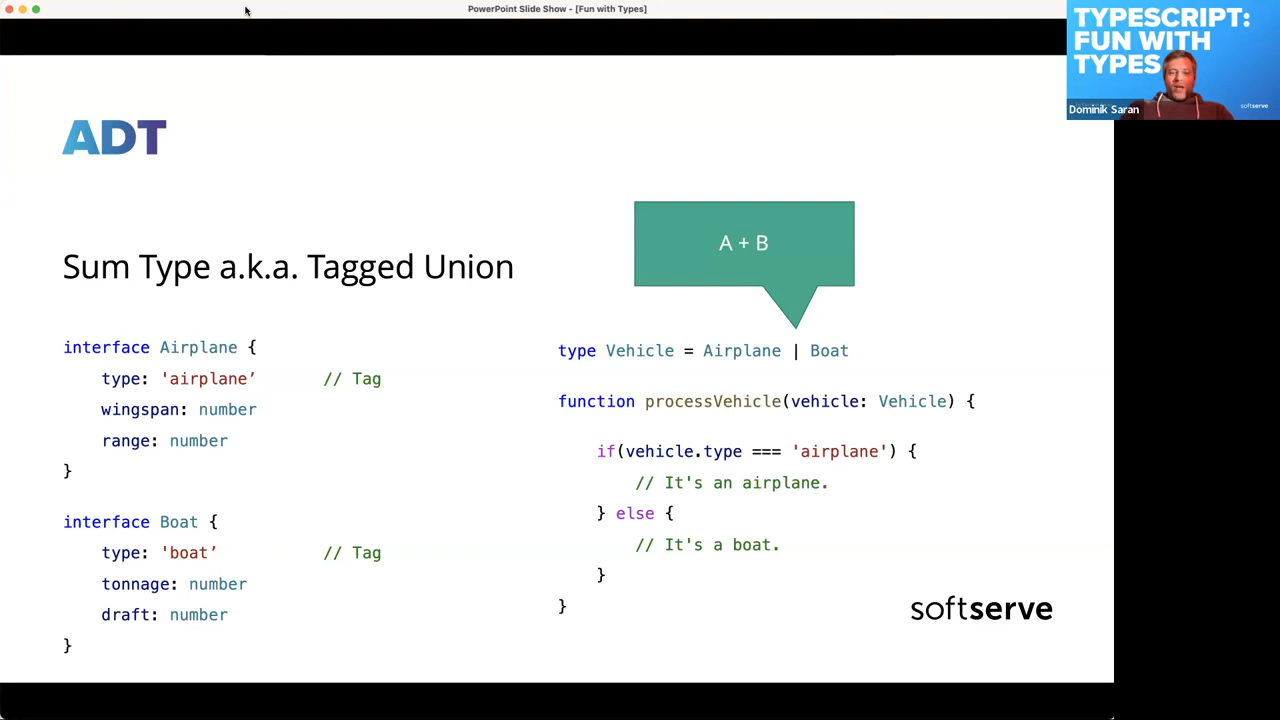 PowerPoint Slide Show - [Fun with Types]
TYPESCRIPT:
FUN WITH
TYPES
Dominik Saran
softserve
ADT
Sum Type a.k.a. Tagged Union
A + B
interface Airplane {
type: 'airplane’ // Tag
wingspan: number
range: number
}
interface Boat {
type: 'boat’ // Tag
tonnage: number
draft: number
}
type Vehicle = Airplane | Boat
function processVehicle(vehicle: Vehicle) {
if(vehicle.type === 'airplane') {
// It's an airplane.
} else {
// It's a boat.
}
}
softserve